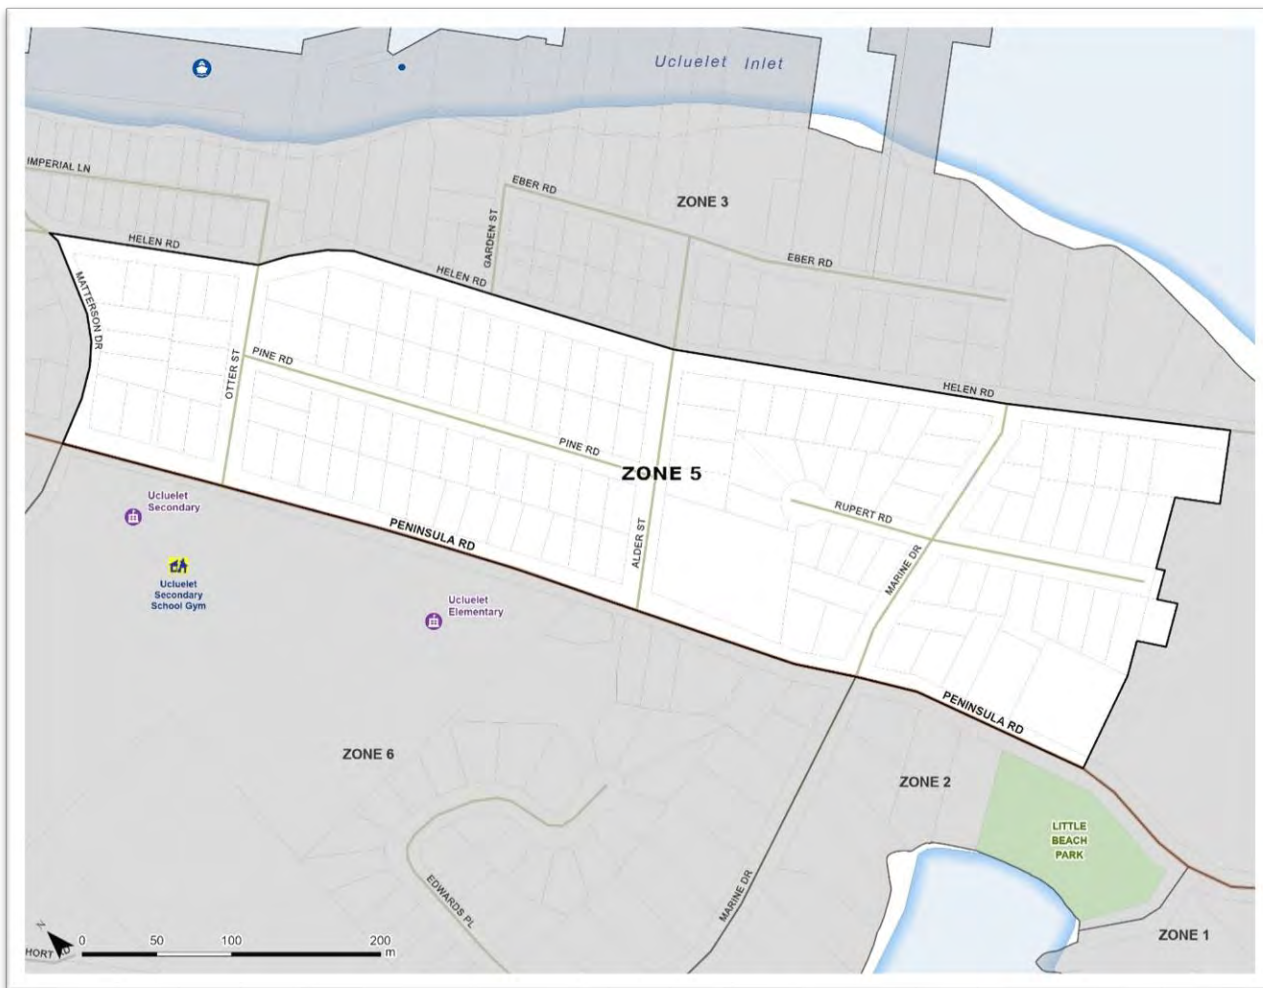 Ucluelet Inlet
IMPERIAL LN
EBER RD
ZONE 3
GARDEN ST
HELEN RD
HELEN RD
EBER RD
MATTERSON DR
OTTER ST
PINE RD
HELEN RD
PINE RD
ZONE 5
Ucluelet
Secondary
PENINSULA RD
ALDER ST
RUPERT RD
MARINE DR
Ucluelet
Secondary
School Gym
Ucluelet
Elementary
PENINSULA RD
ZONE 6
ZONE 2
LITTLE
BEACH
PARK
EDWARDS PL
MARINE DR
ZONE 1
N
0 50 100 200
m
HORT RD